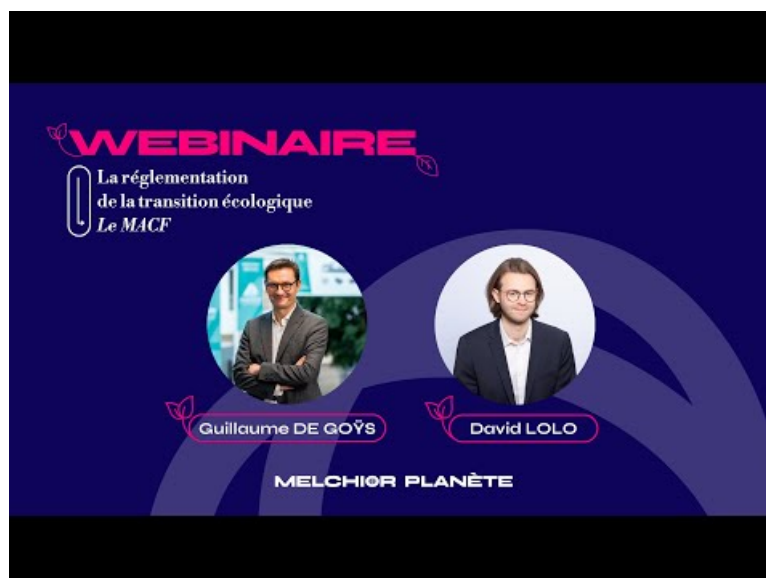 WEBINAIRE
La réglementation
de la transition écologique
Le MACF
Guillaume DE GOŸS
David LOLO
MELCHIOR PLANÈTE